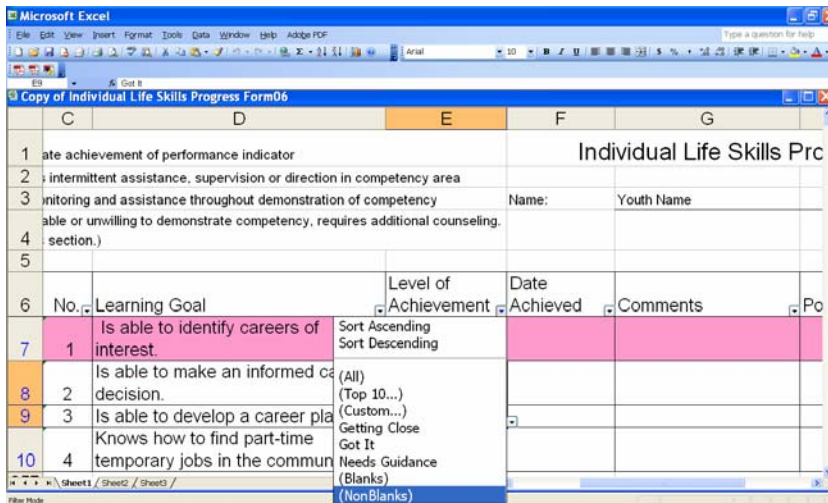 Microsoft Excel
File Edit View Insert Format Tools Data Window Help Adobe PDF
Type a question for help
Arial 10 B I U
E9 fx Got It
Copy of Individual Life Skills Progress Form06
C D E F G
1 ate achievement of performance indicator Individual Life Skills Pro
2 s intermittent assistance, supervision or direction in competency area
3 onitoring and assistance throughout demonstration of competency Name: Youth Name
able or unwilling to demonstrate competency, requires additional counseling.
4 section.)
5
Level of Date
6 No. Learning Goal Achievement Achieved Comments Po
Is able to identify careers of
7 1 interest.
Is able to make an informed ca
8 2 decision.
9 3 Is able to develop a career pla
Knows how to find part-time
10 4 temporary jobs in the commun
Sort Ascending
Sort Descending
(All)
(Top 10...)
(Custom...)
Getting Close
Got It
Needs Guidance
(Blanks)
(NonBlanks)
Sheet1 / Sheet2 / Sheet3
Filter Mode